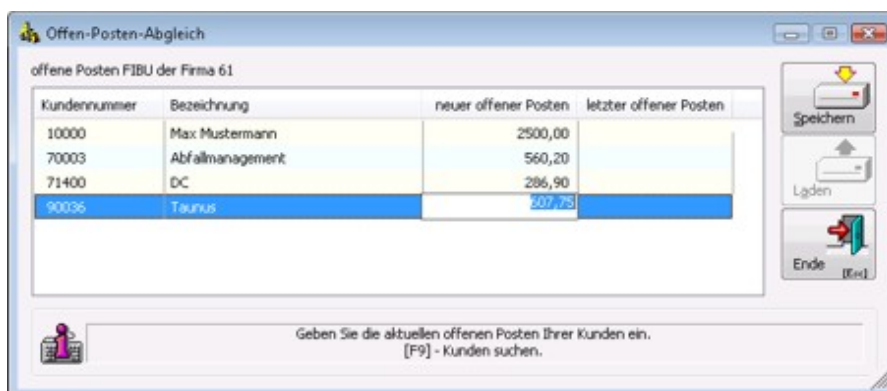 Offen-Posten-Abgleich
offene Posten FIBU der Firma 61
Kundennummer Bezeichnung neuer offener Posten letzter offener Posten
10000 Max Mustermann 2500,00
70003 Abfallmanagement 560,20
71400 DC 286,90
90036 Taunus 607,75
Speichern
Laden
Ende [Esc]
Geben Sie die aktuellen offenen Posten Ihrer Kunden ein.
[F9] - Kunden suchen.